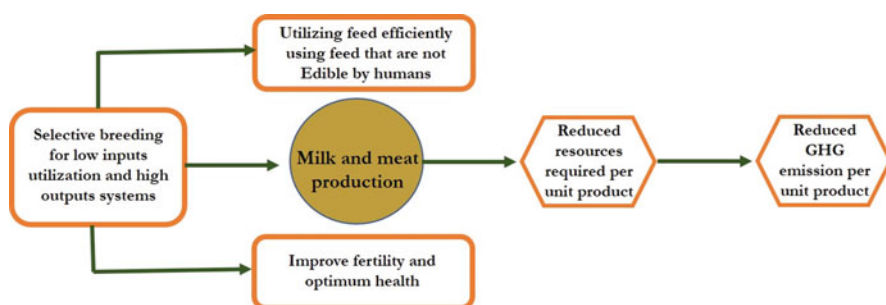 Utilizing feed efficiently
using feed that are not
Edible by humans
Selective breeding
for low inputs
utilization and high
outputs systems
Milk and meat
production
Reduced
resources
required per
unit product
Reduced
GHG
emission per
unit product
Improve fertility and
optimum health